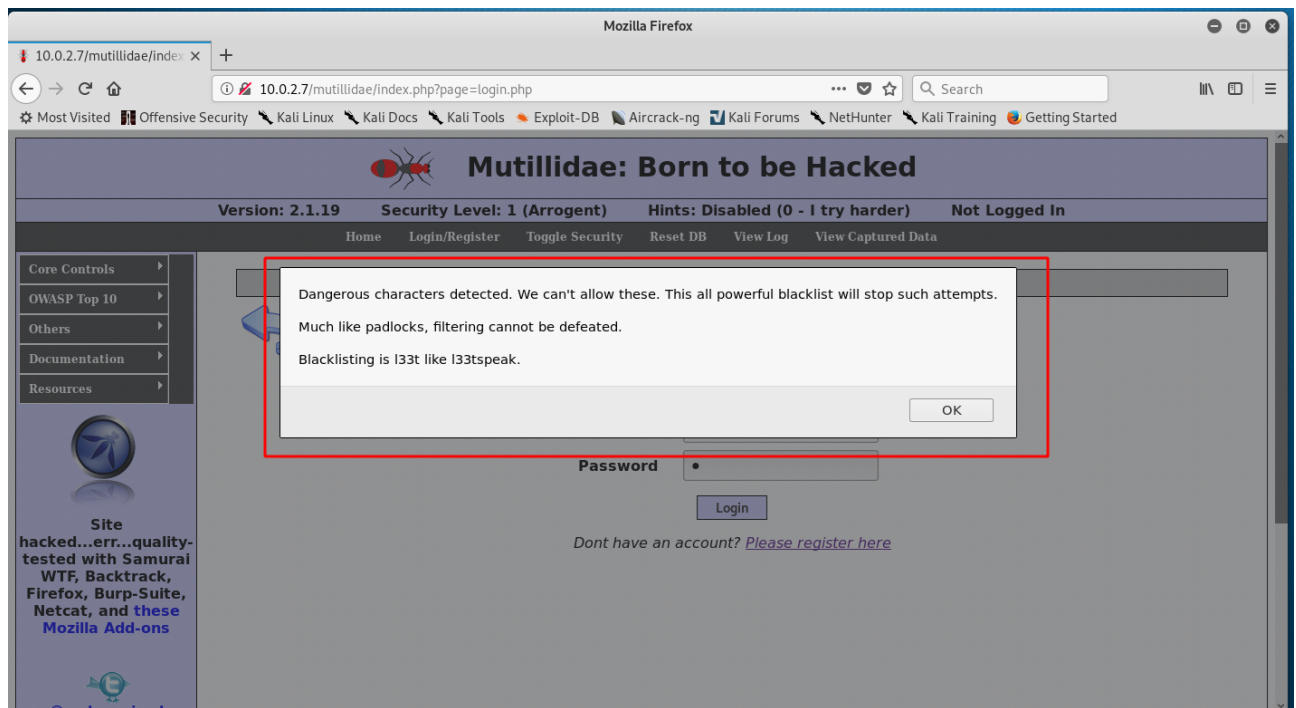 Mozilla Firefox
10.0.2.7/mutillidae/index
10.0.2.7/mutillidae/index.php?page=login.php
Search
Most Visited Offensive Security Kali Linux Kali Docs Kali Tools Exploit-DB Aircrack-ng Kali Forums NetHunter Kali Training Getting Started
Mutillidae: Born to be Hacked
Version: 2.1.19 Security Level: 1 (Arrogent) Hints: Disabled (0 - I try harder) Not Logged In
Home Login/Register Toggle Security Reset DB View Log View Captured Data
Core Controls
OWASP Top 10
Others
Documentation
Resources
Dangerous characters detected. We can't allow these. This all powerful blacklist will stop such attempts.
Much like padlocks, filtering cannot be defeated.
Blacklisting is l33t like l33tspeak.
OK
Password
Login
Dont have an account? Please register here
Site
hacked...err...quality-
tested with Samurai
WTF, Backtrack,
Firefox, Burp-Suite,
Netcat, and these
Mozilla Add-ons